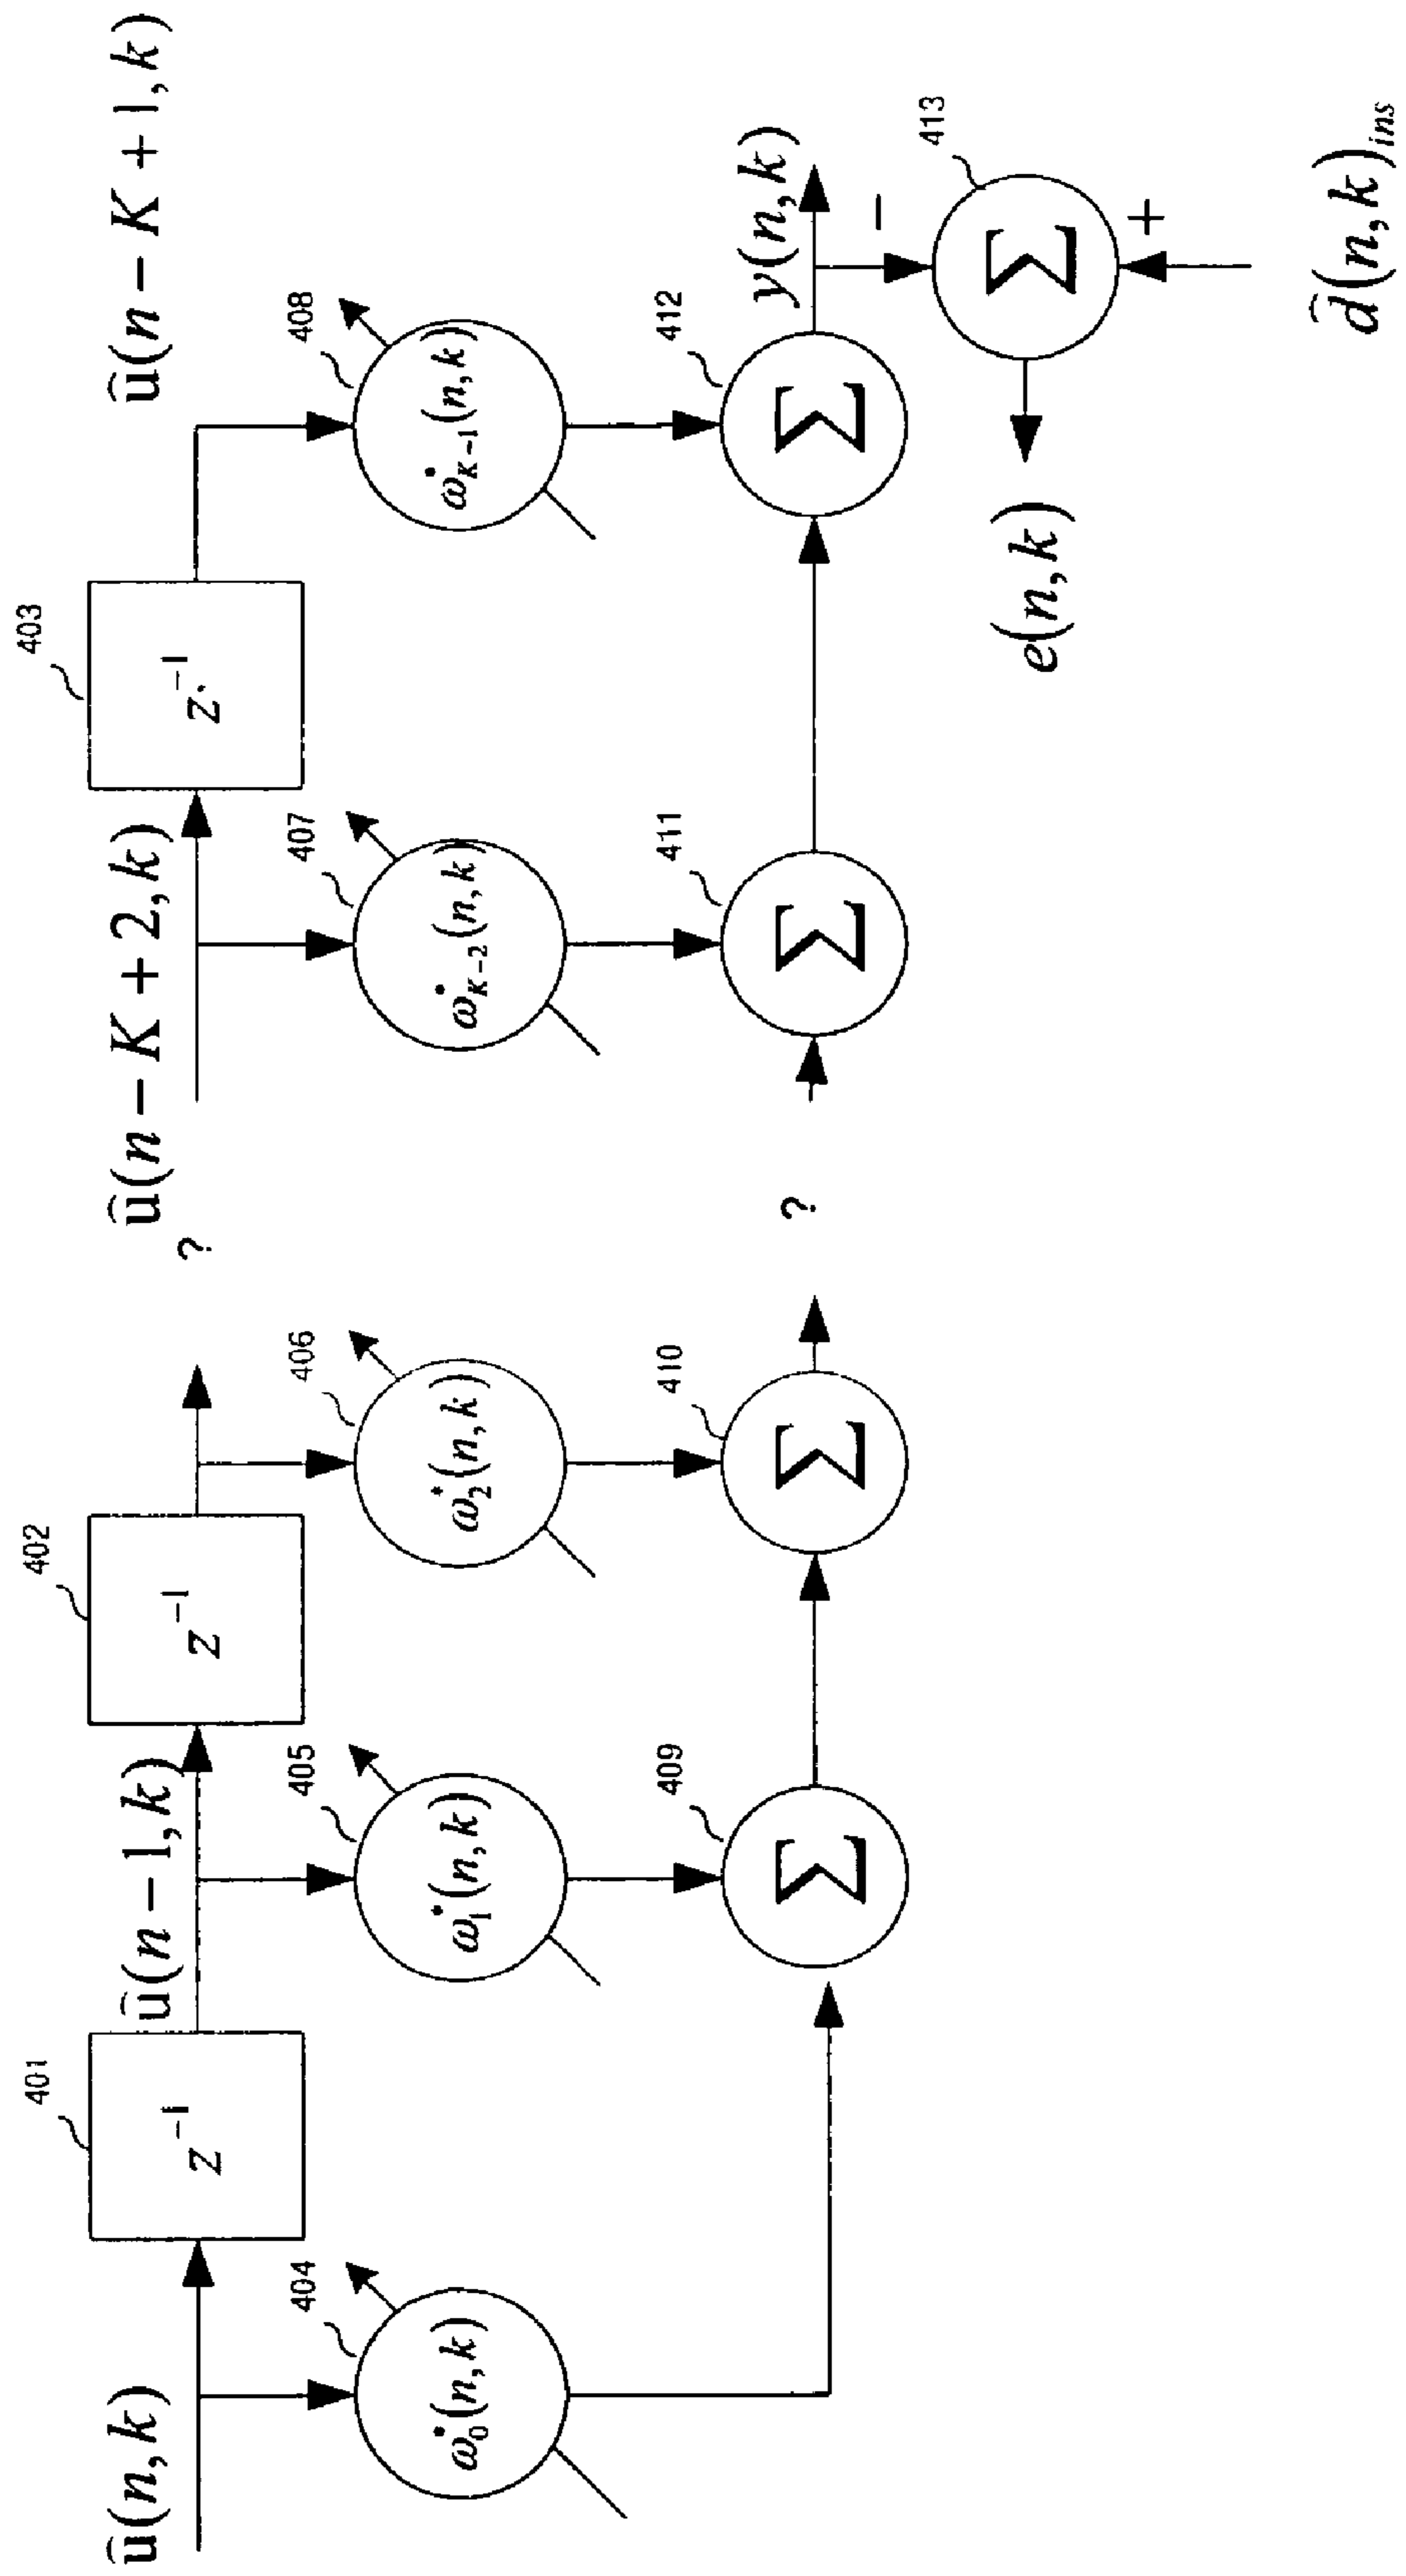 401 402 403
û(n,k) û(n−1,k) ? û(n−K+2,k) û(n−K+1,k)
z⁻¹ z⁻¹ z.⁻¹
404 405 406 407 408
ω₀*(n,k) ω₁*(n,k) ω₂*(n,k) ω*_{K−2}(n,k) ω*_{K−1}(n,k)
409 410 411 412
Σ Σ ? Σ Σ y(n,k)
− 413
e(n,k) Σ
+
d̂(n,k)_{ins}